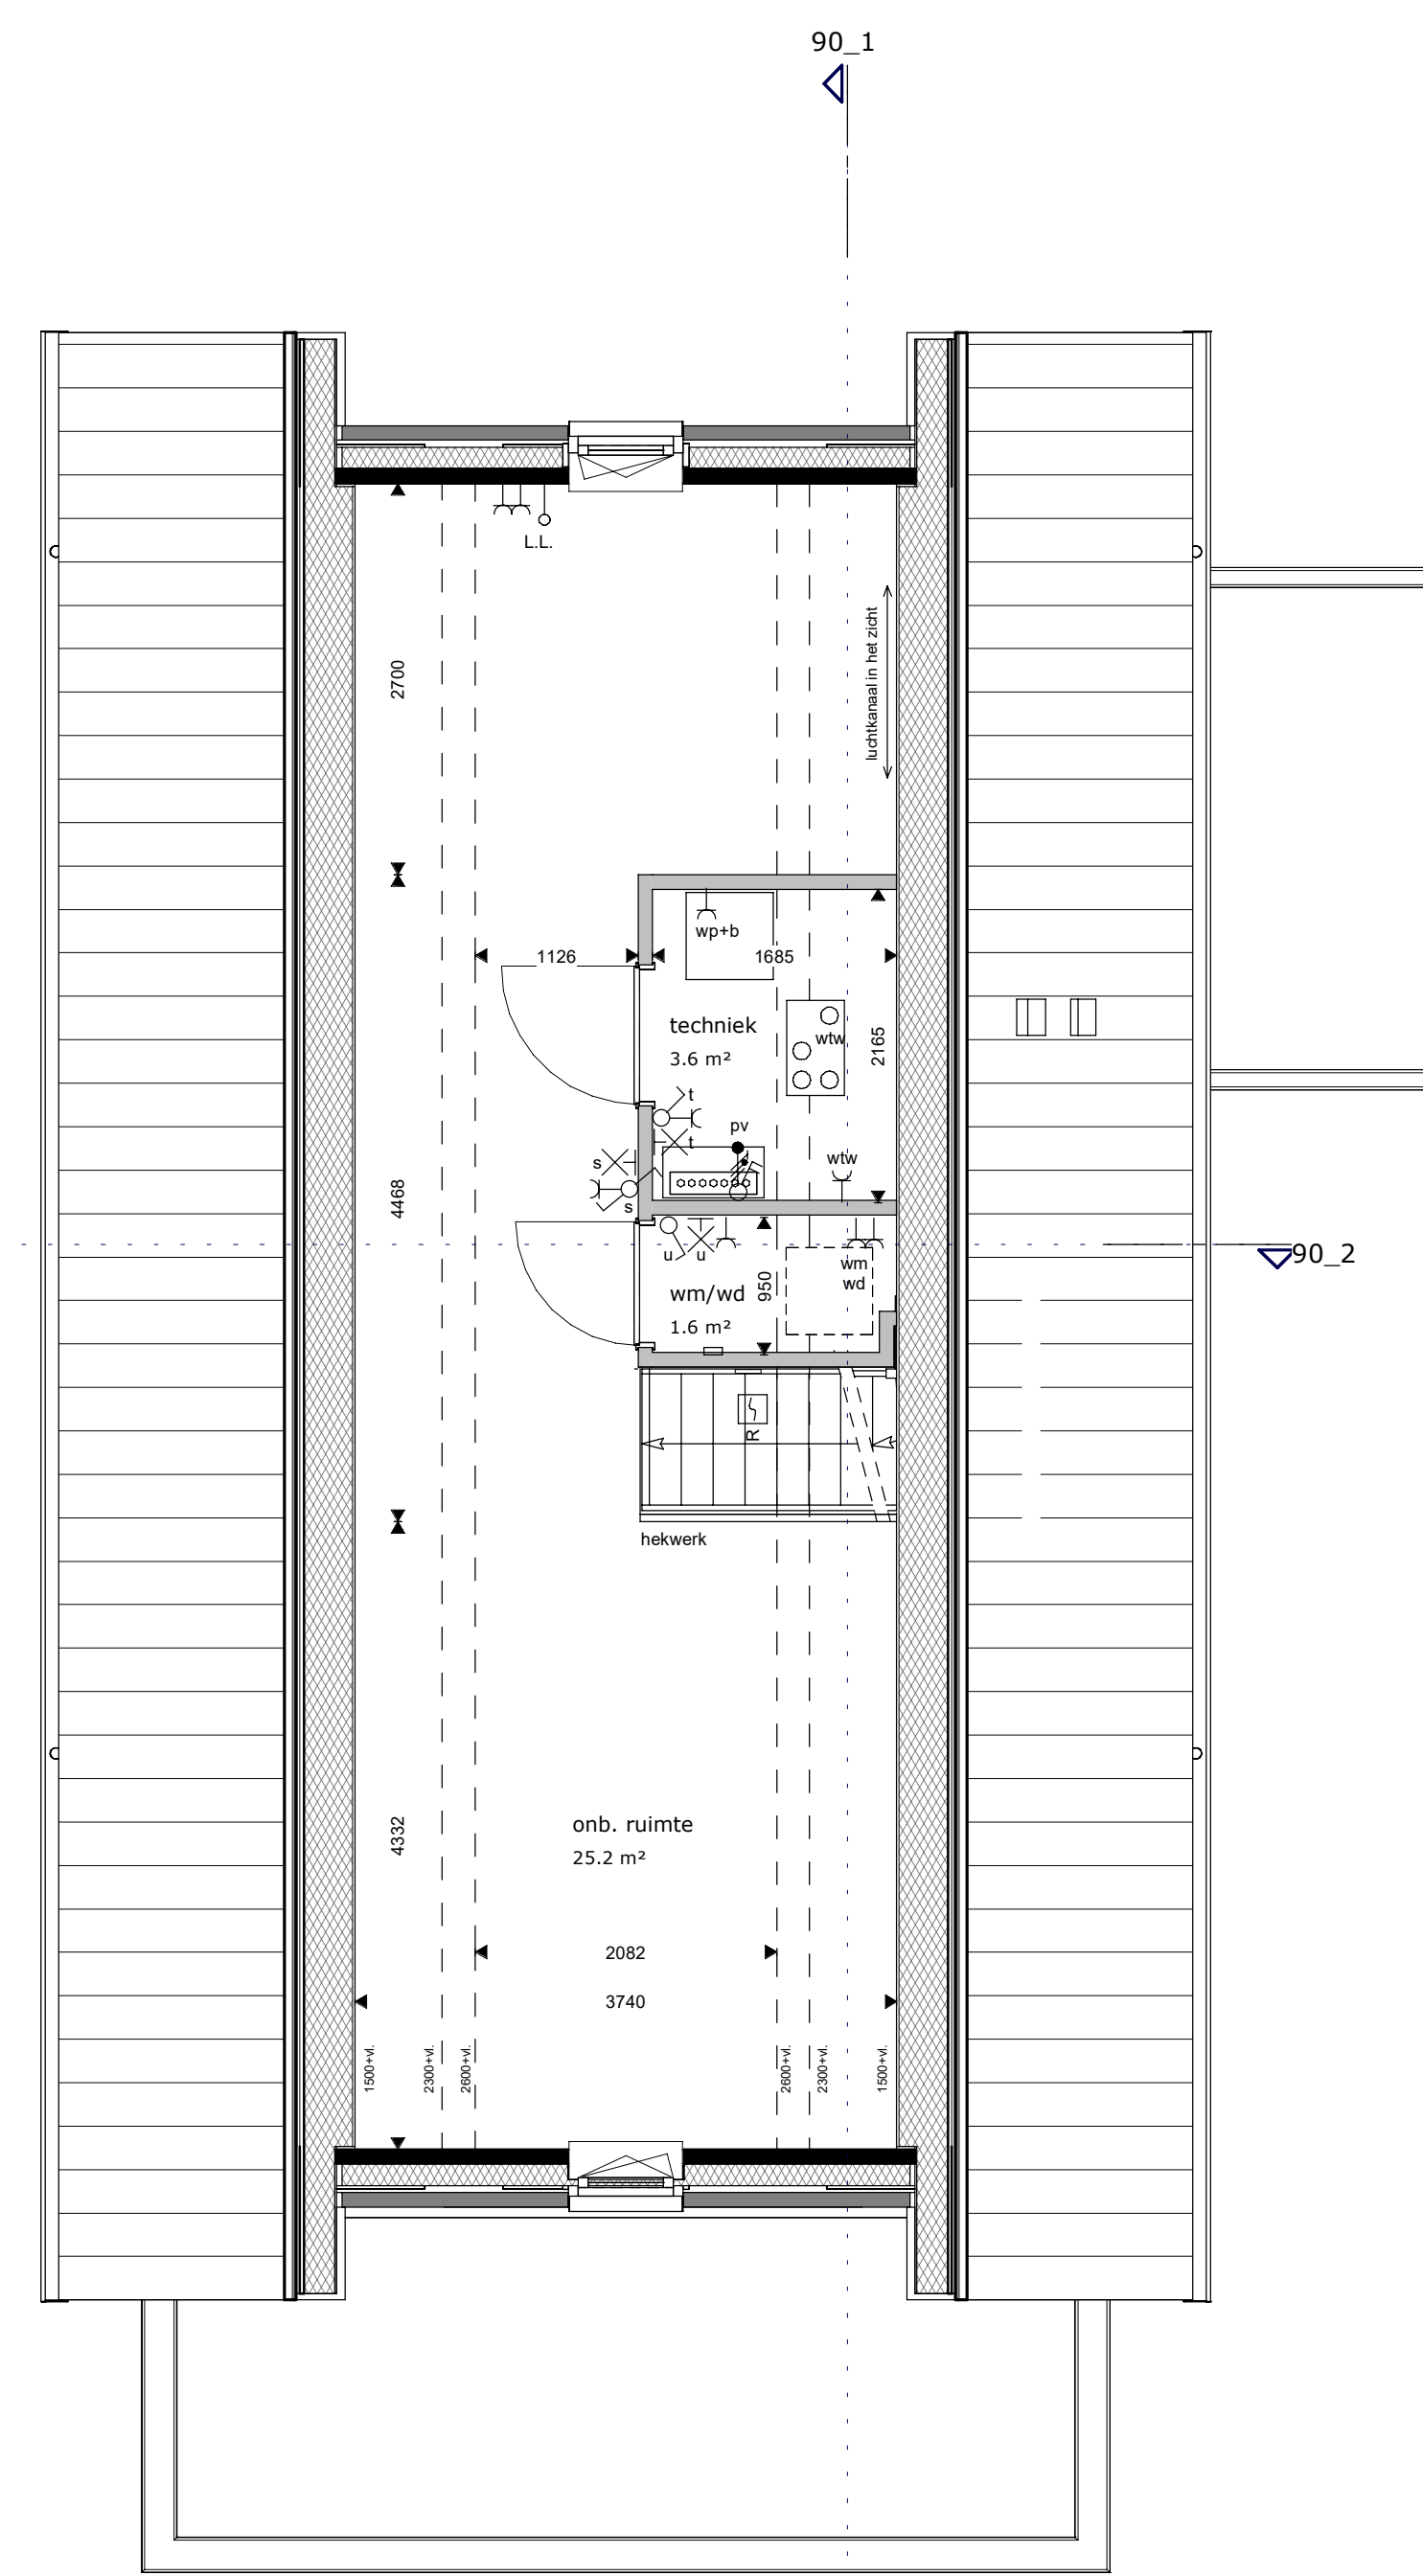 90_1
L.L.
2700
luchtkanaal in het zicht
wp+b
1126
1685
techniek
3.6 m²
wtw
2165
t
pv
t
s
wtw
s
4468
u
u
90_2
wm
wd
wm/wd
950
1.6 m²
R
hekwerk
onb. ruimte
4332
25.2 m²
2082
3740
1500+vl.
2300+vl.
2600+vl.
2600+vl.
2300+vl.
1500+vl.